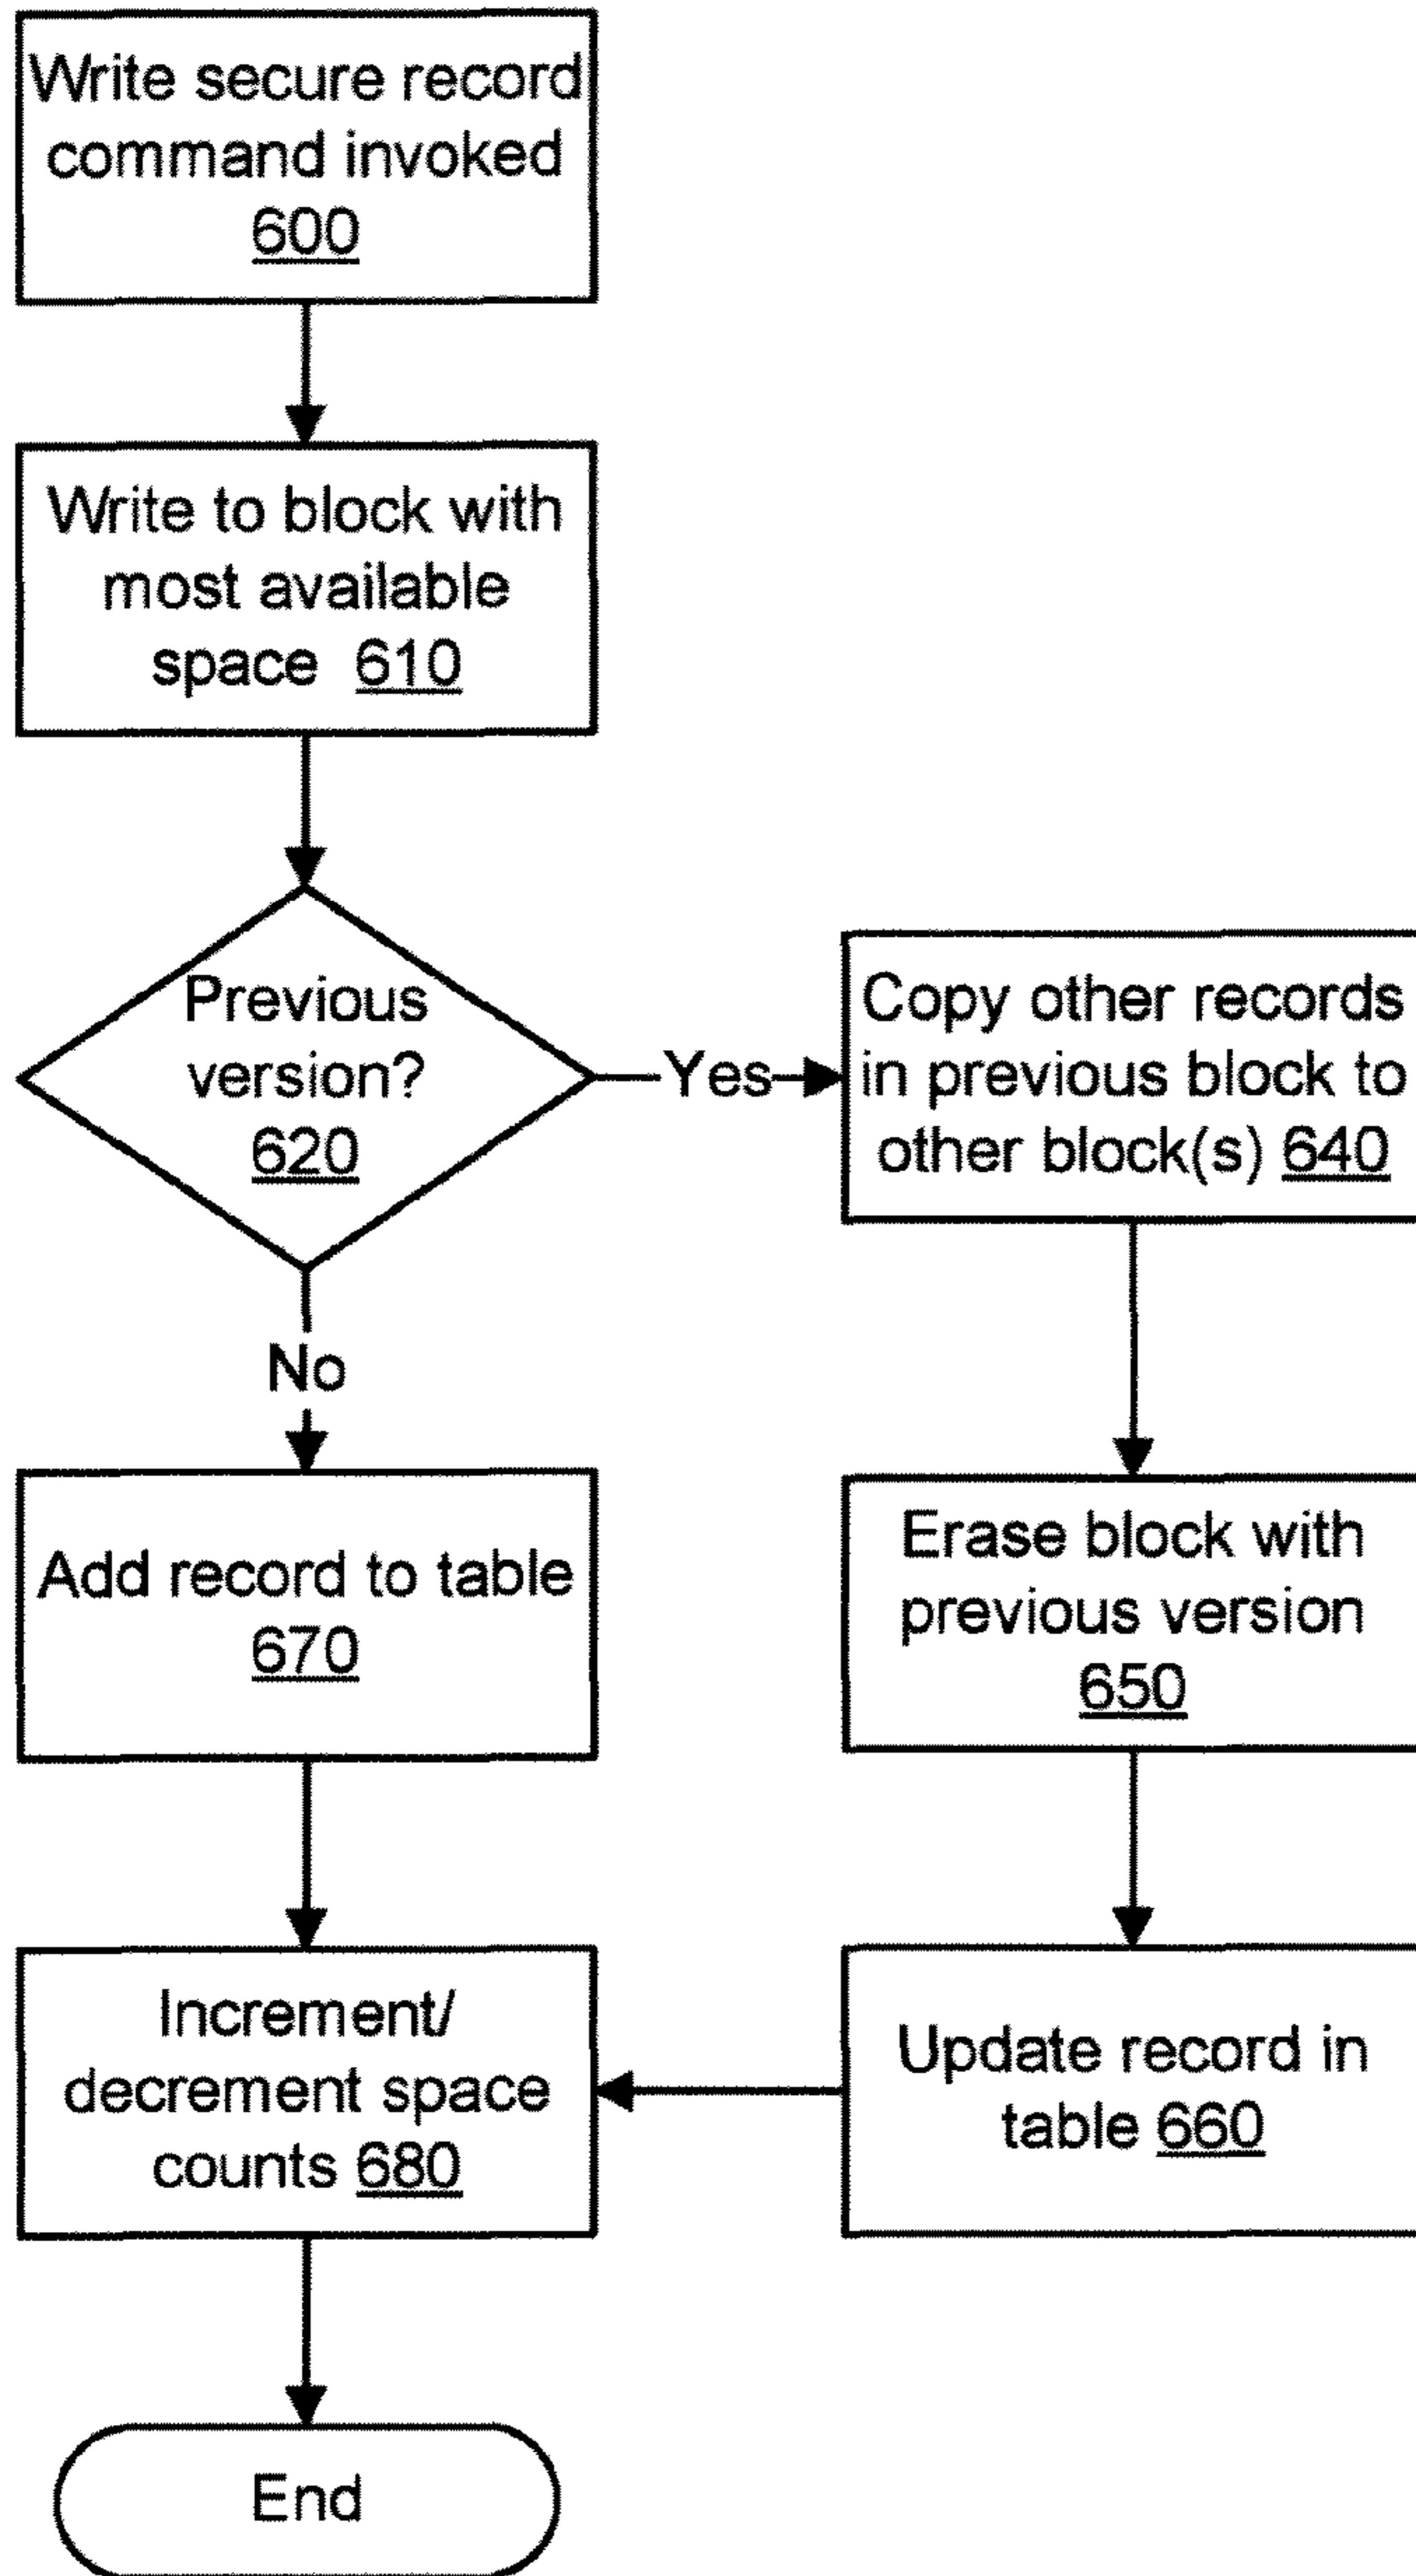 Write secure record
command invoked
600
Write to block with
most available
space 610
Previous
version?
620
Yes
Copy other records
in previous block to
other block(s) 640
No
Add record to table
670
Erase block with
previous version
650
Increment/
decrement space
counts 680
Update record in
table 660
End